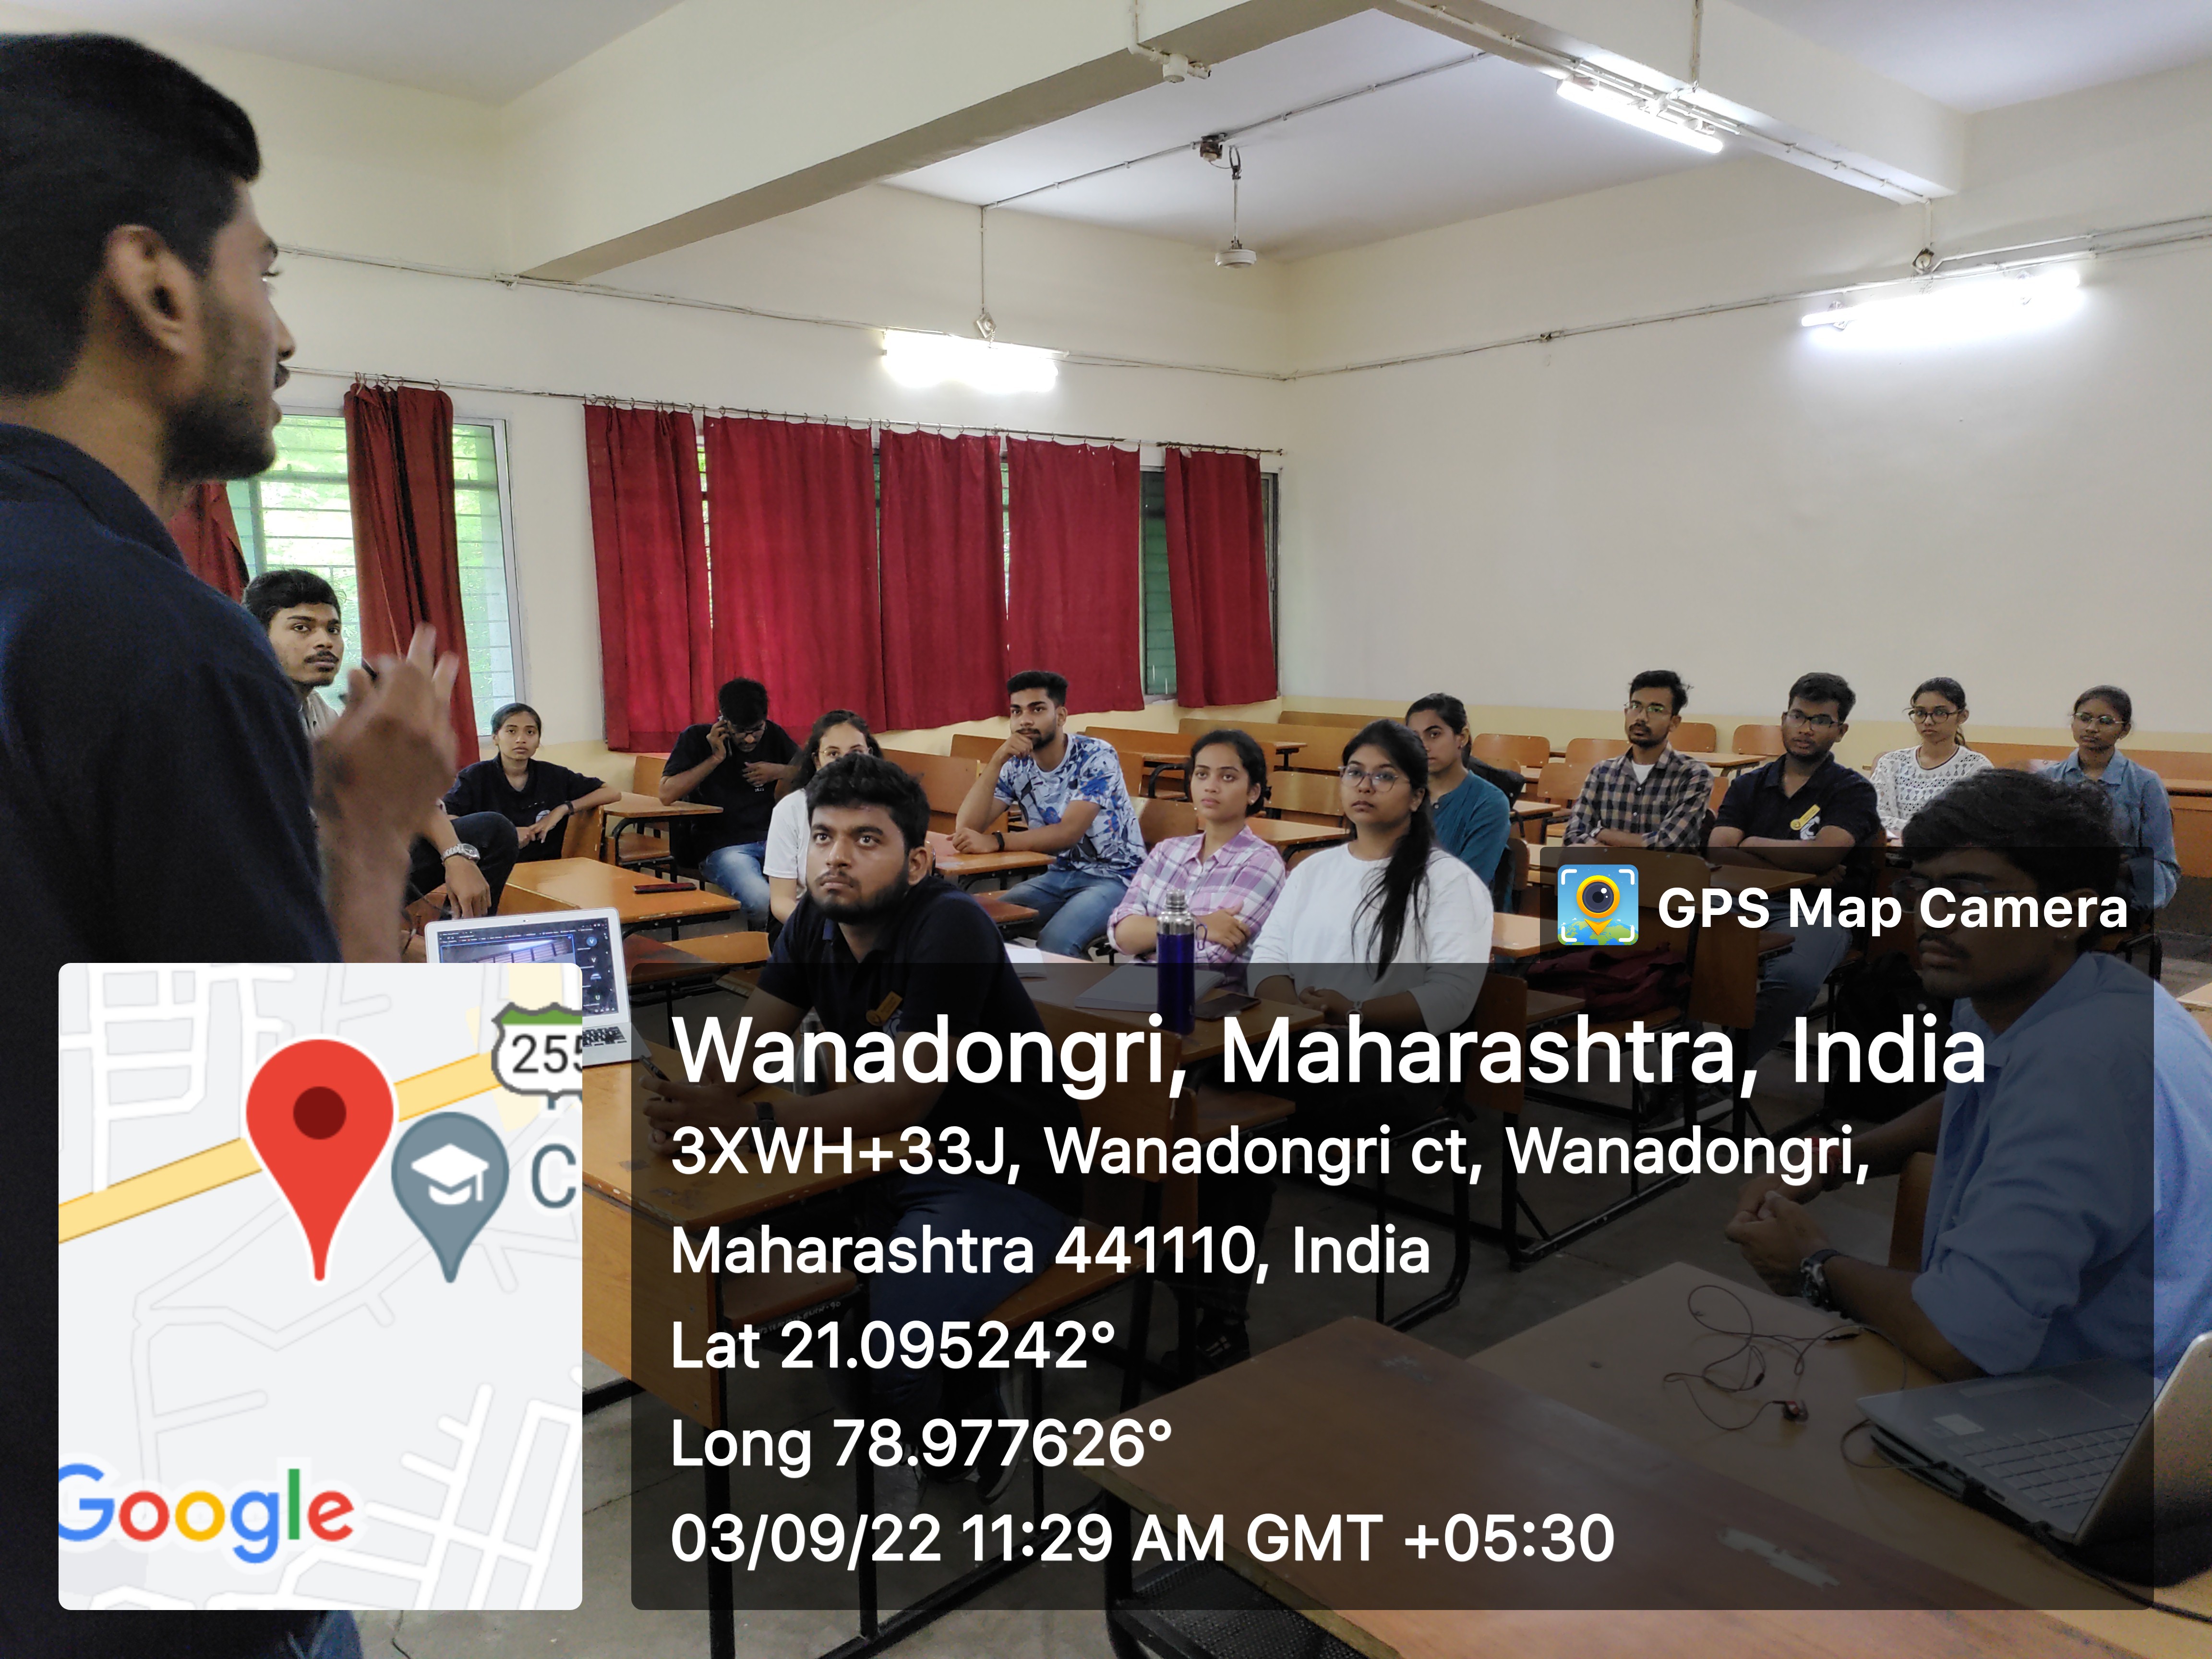 GPS Map Camera
255
C
Google
Wanadongri, Maharashtra, India
3XWH+33J, Wanadongri ct, Wanadongri,
Maharashtra 441110, India
Lat 21.095242°
Long 78.977626°
03/09/22 11:29 AM GMT +05:30